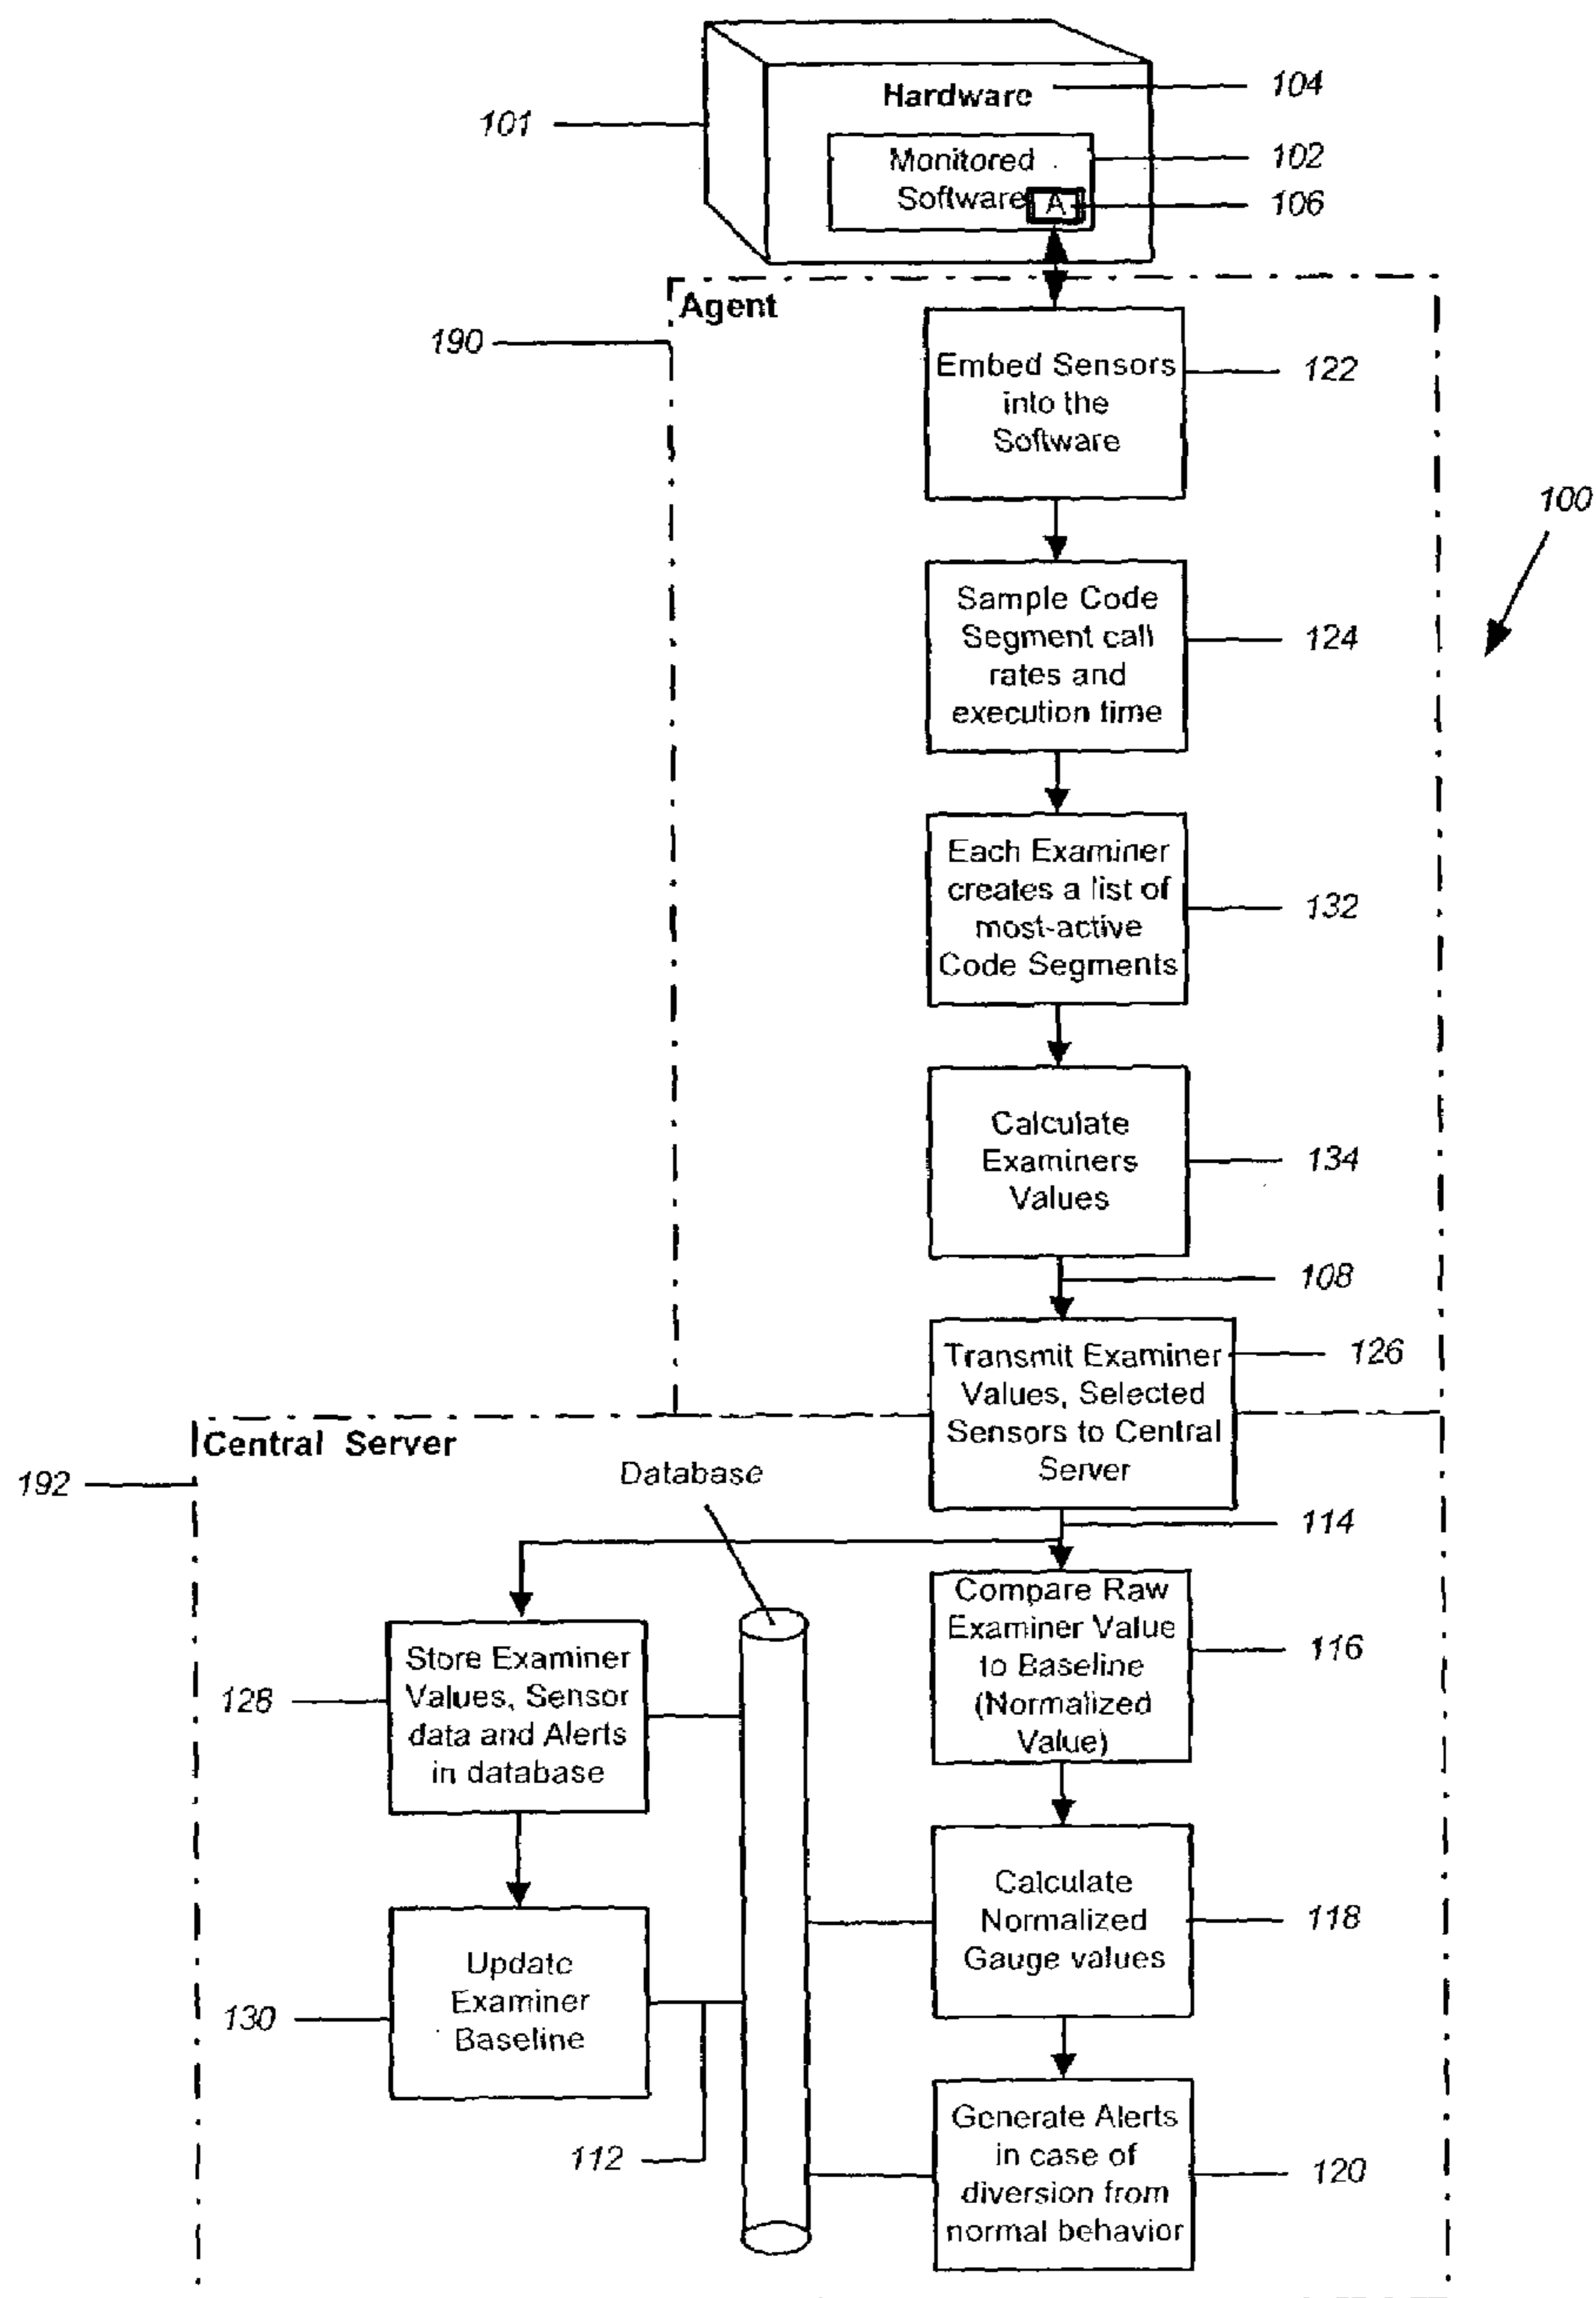 Hardware
104
101
Monitored
102
Software
A
106
Agent
190
Embed Sensors
into the
Software
122
100
Sample Code
Segment call
rates and
execution time
124
Each Examiner
creates a list of
most-active
Code Segments
132
Calculate
Examiners
Values
134
108
Transmit Examiner
Values, Selected
Sensors to Central
Server
126
Central Server
192
Database
114
Compare Raw
Examiner Value
to Baseline
(Normalized
Value)
116
Store Examiner
Values, Sensor
data and Alerts
in database
128
Calculate
Normalized
Gauge values
118
Update
Examiner
Baseline
130
112
Generate Alerts
in case of
diversion from
normal behavior
120